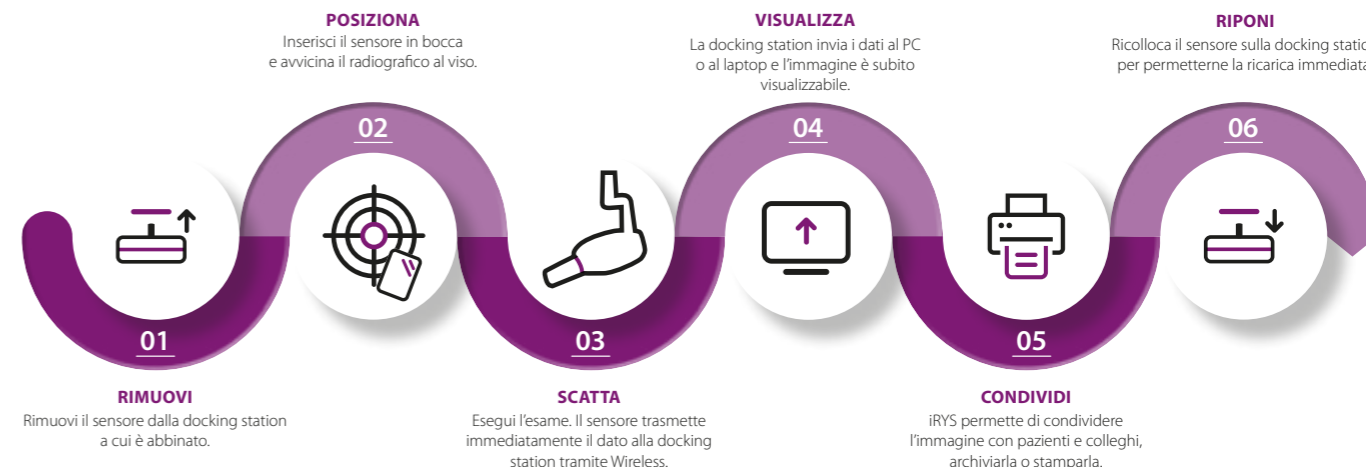 01
RIMUOVI
Rimuovi il sensore dalla docking station
a cui è abbinato.
POSIZIONA
Inserisci il sensore in bocca
e avvicina il radiografico al viso.
02
03
SCATTA
Esegui l'esame. Il sensore trasmette
immediatamente il dato alla docking
station tramite Wireless.
VISUALIZZA
La docking station invia i dati al PC
o al laptop e l'immagine è subito
visualizzabile.
04
05
CONDIVIDI
iRYS permette di condividere
l'immagine con pazienti e colleghi,
archiviarla o stamparla.
RIPONI
Ricolloca il sensore sulla docking
per permetterne la ricarica immediata
06